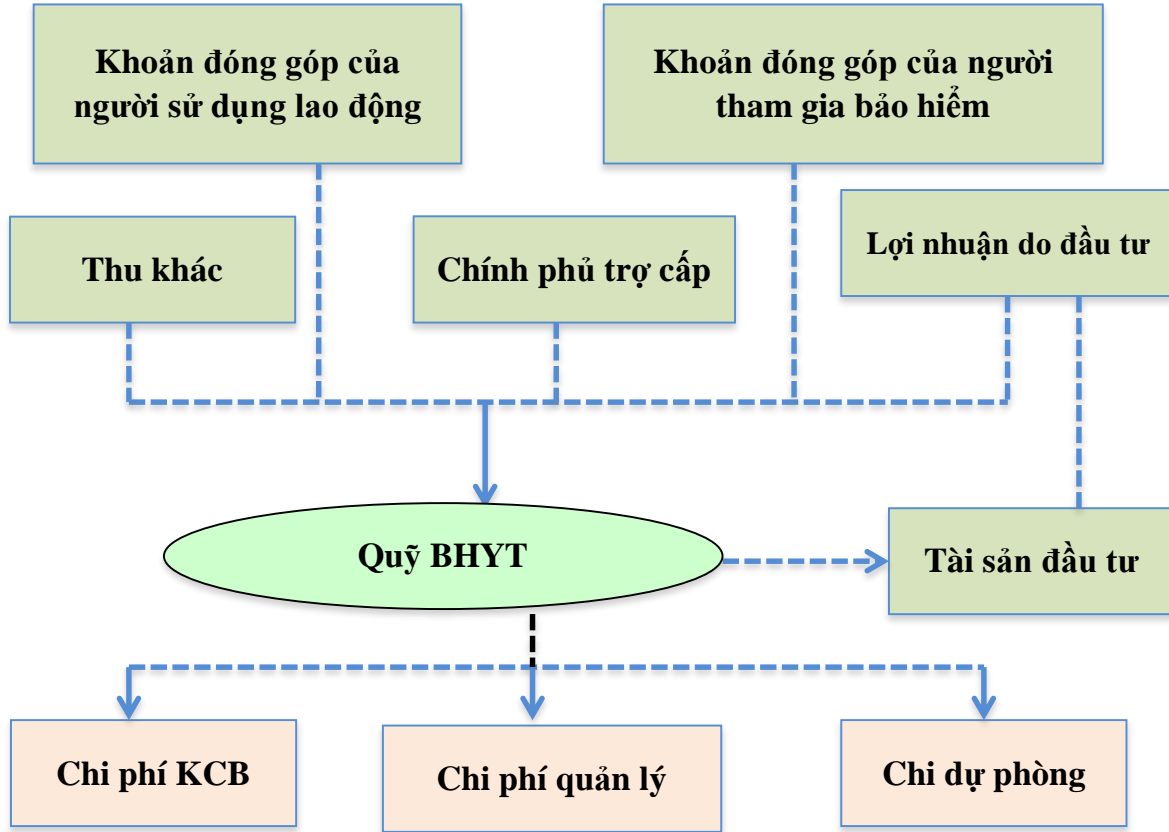 Khoản đóng góp của
người sử dụng lao động
Khoản đóng góp của người
tham gia bảo hiểm
Thu khác
Chính phủ trợ cấp
Lợi nhuận do đầu tư
Quỹ BHYT
Tài sản đầu tư
Chi phí KCB
Chi phí quản lý
Chi dự phòng